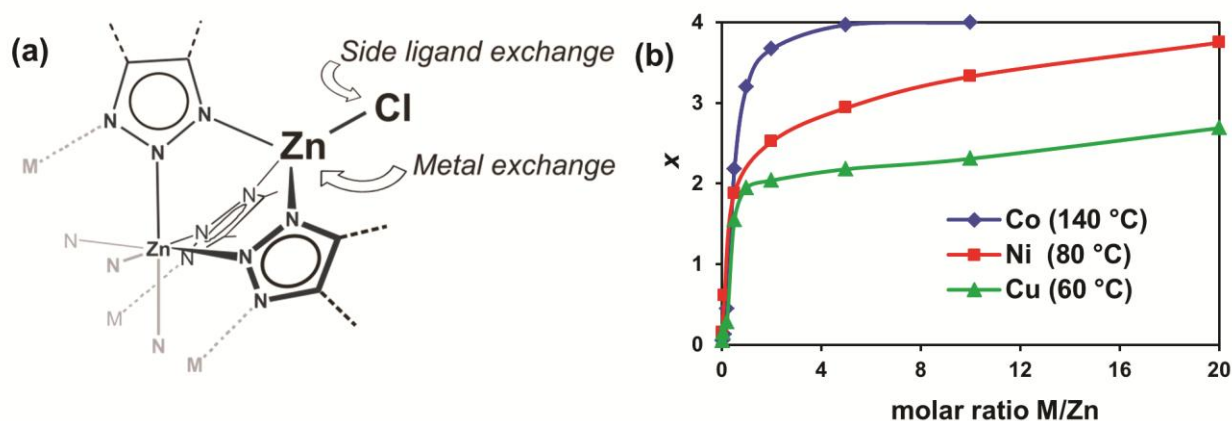 (a)
Side ligand exchange
Cl
Zn
Metal exchange
N
N
N
M
N
N
N
N
Zn
N
N
N
M
N
M
N
M
(b)
x
4
3
2
1
0
Co (140 °C)
Ni (80 °C)
Cu (60 °C)
0 4 8 12 16 20
molar ratio M/Zn